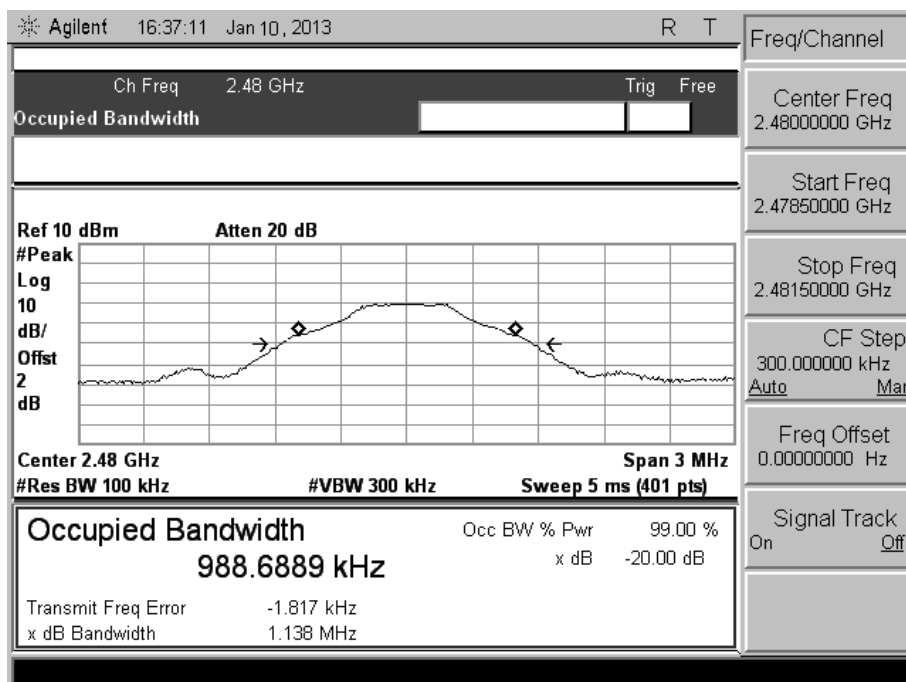 Agilent 16:37:11 Jan 10, 2013 R T
Ch Freq 2.48 GHz Trig Free
Occupied Bandwidth
Ref 10 dBm Atten 20 dB
#Peak
Log
10
dB/
Offst
2
dB
Center 2.48 GHz Span 3 MHz
#Res BW 100 kHz #VBW 300 kHz Sweep 5 ms (401 pts)
Occupied Bandwidth
988.6889 kHz
Occ BW % Pwr 99.00 %
x dB -20.00 dB
Transmit Freq Error -1.817 kHz
x dB Bandwidth 1.138 MHz
Freq/Channel
Center Freq
2.48000000 GHz
Start Freq
2.47850000 GHz
Stop Freq
2.48150000 GHz
CF Step
300.000000 kHz
Auto Mar
Freq Offset
0.00000000 Hz
Signal Track
On Off